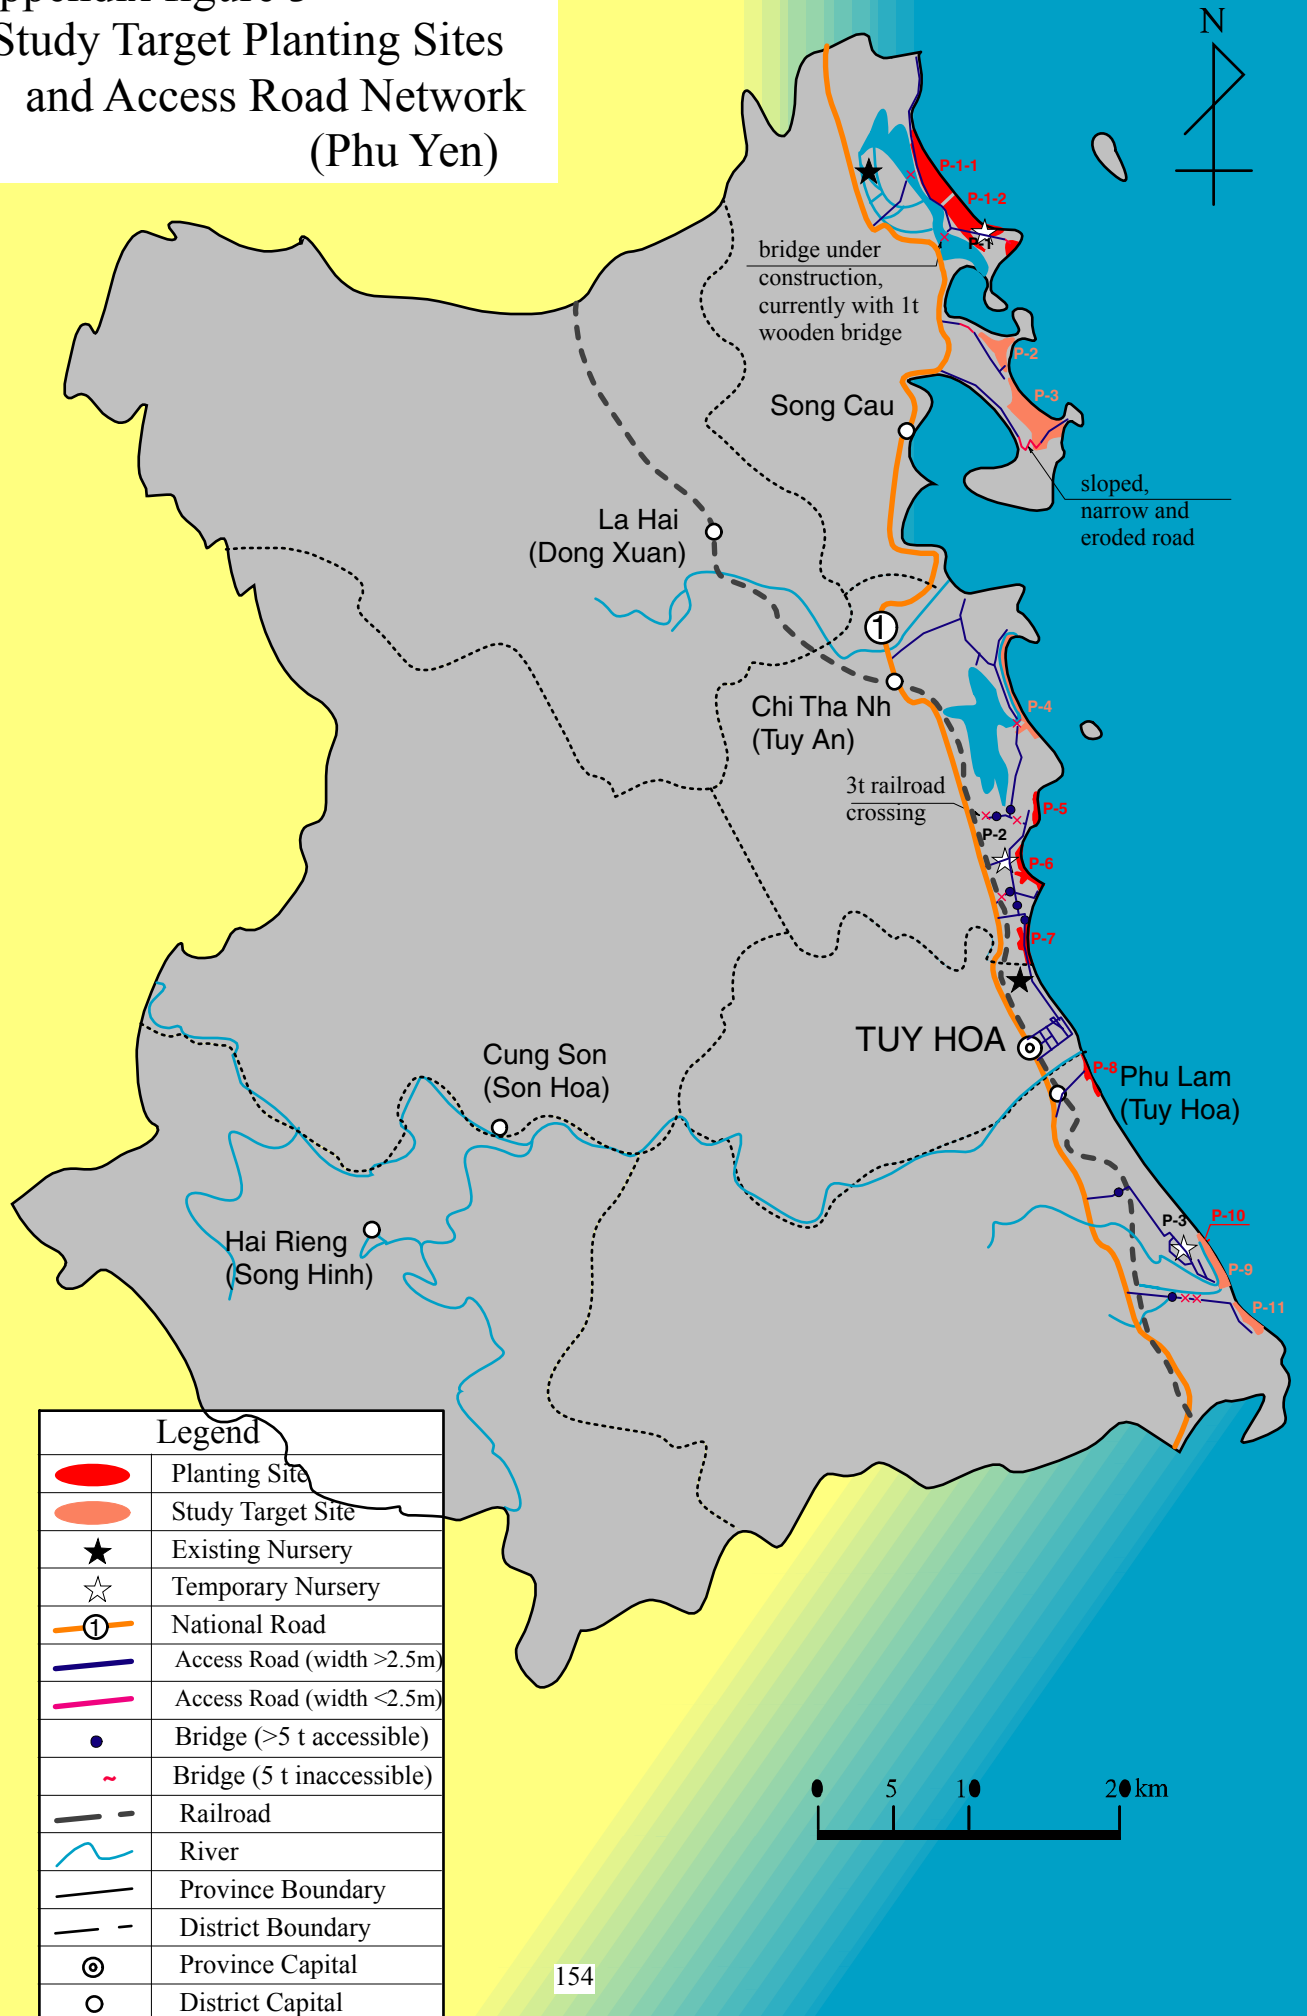 Study Target Planting Sites
and Access Road Network
(Phu Yen)
N
P-1-1
P-1-2
P-1
bridge under
construction,
currently with 1t
wooden bridge
P-2
P-3
Song Cau
sloped,
narrow and
eroded road
La Hai
(Dong Xuan)
1
Chi Tha Nh
(Tuy An)
P-4
3t railroad
crossing
P-5
P-2
P-6
P-7
TUY HOA
P-8
Phu Lam
(Tuy Hoa)
Cung Son
(Son Hoa)
Hai Rieng
(Song Hinh)
P-3
P-10
P-9
P-11
Legend
Planting Site
Study Target Site
Existing Nursery
Temporary Nursery
1 National Road
Access Road (width >2.5m)
Access Road (width <2.5m)
Bridge (>5 t accessible)
Bridge (5 t inaccessible)
Railroad
River
Province Boundary
District Boundary
Province Capital
District Capital
0 5 10 20 km
154